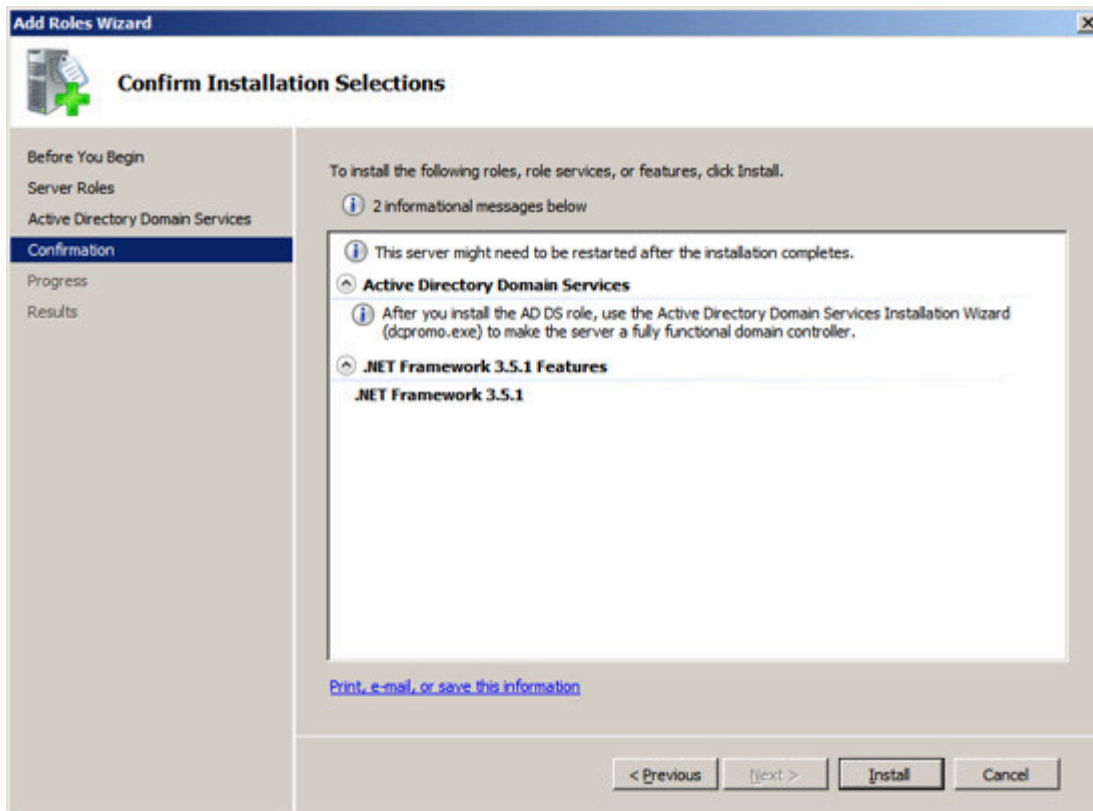 Add Roles Wizard
Confirm Installation Selections
Before You Begin
Server Roles
Active Directory Domain Services
Confirmation
Progress
Results
To install the following roles, role services, or features, click Install.
2 informational messages below
This server might need to be restarted after the installation completes.
Active Directory Domain Services
After you install the AD DS role, use the Active Directory Domain Services Installation Wizard
(dcpromo.exe) to make the server a fully functional domain controller.
.NET Framework 3.5.1 Features
.NET Framework 3.5.1
Print, e-mail, or save this information
< Previous
Next >
Install
Cancel